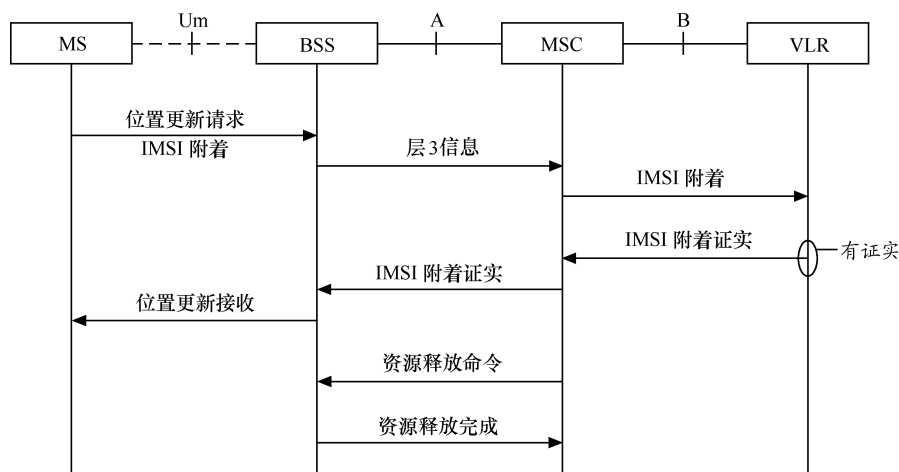 Um
A
B
MS
BSS
MSC
VLR
位置更新请求
IMSI 附着
层3信息
IMSI 附着
IMSI 附着证实
有证实
IMSI 附着证实
位置更新接收
资源释放命令
资源释放完成